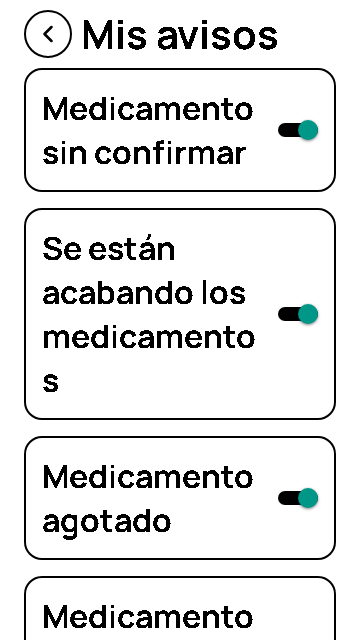 Mis avisos
Medicamento
sin confirmar
Se están
acabando los
medicamento
s
Medicamento
agotado
Medicamento